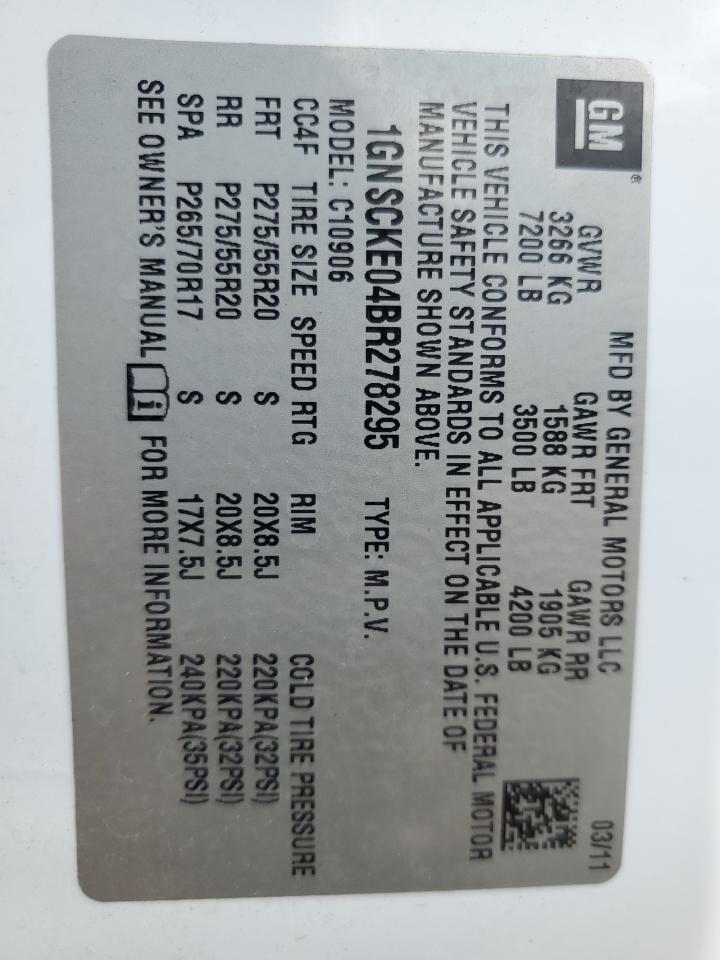 GM®
MFD BY GENERAL MOTORS LLC 03/11
GVWR GAWR FRT GAWR RR
3266 KG 1588 KG 1905 KG
7200 LB 3500 LB 4200 LB
THIS VEHICLE CONFORMS TO ALL APPLICABLE U.S. FEDERAL MOTOR
VEHICLE SAFETY STANDARDS IN EFFECT ON THE DATE OF
MANUFACTURE SHOWN ABOVE.
1GNSCKE04BR278295 TYPE: M.P.V.
MODEL: C10906
CC4F TIRE SIZE SPEED RTG RIM COLD TIRE PRESSURE
FRT P275/55R20 S 20X8.5J 220KPA(32PSI)
RR P275/55R20 S 20X8.5J 220KPA(32PSI)
SPA P265/70R17 S 17X7.5J 240KPA(35PSI)
SEE OWNER'S MANUAL i FOR MORE INFORMATION.